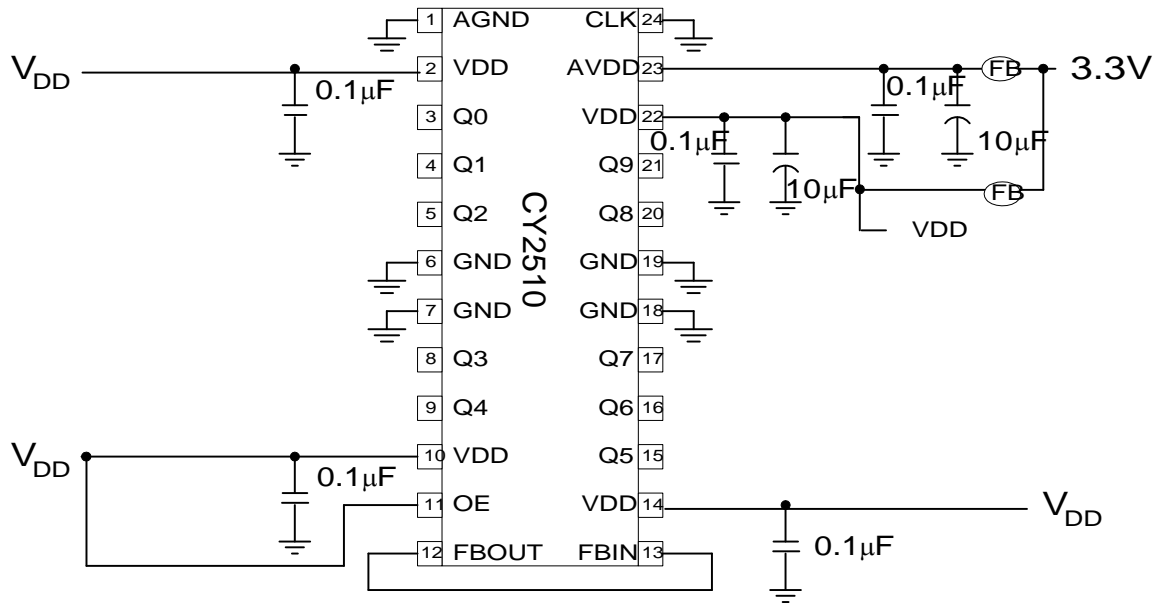 1 AGND CLK 24
VDD 2 VDD AVDD 23 FB 3.3V
0.1μF 0.1μF
3 Q0 VDD 22
0.1μF 10μF
4 Q1 Q9 21
10μF FB
5 Q2 Q8 20
VDD
CY2510
6 GND GND 19
7 GND GND 18
8 Q3 Q7 17
9 Q4 Q6 16
VDD 10 VDD Q5 15
0.1μF
11 OE VDD 14 VDD
0.1μF
12 FBOUT FBIN 13